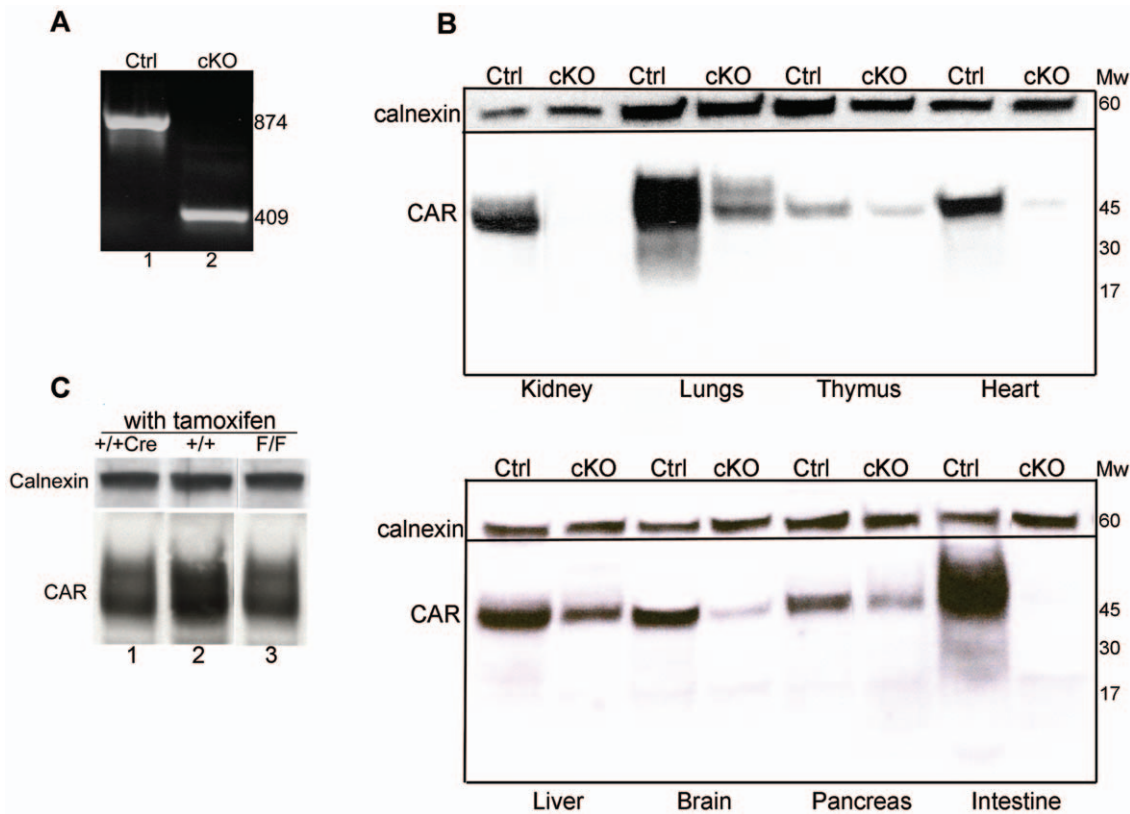 A
Ctrl cKO
874
409
1 2
B
Ctrl cKO Ctrl cKO Ctrl cKO Ctrl cKO Mw
calnexin 60
CAR 45
30
17
Kidney Lungs Thymus Heart
C
with tamoxifen
+/+Cre +/+ F/F
Calnexin
CAR
1 2 3
Ctrl cKO Ctrl cKO Ctrl cKO Ctrl cKO Mw
calnexin 60
CAR 45
30
17
Liver Brain Pancreas Intestine